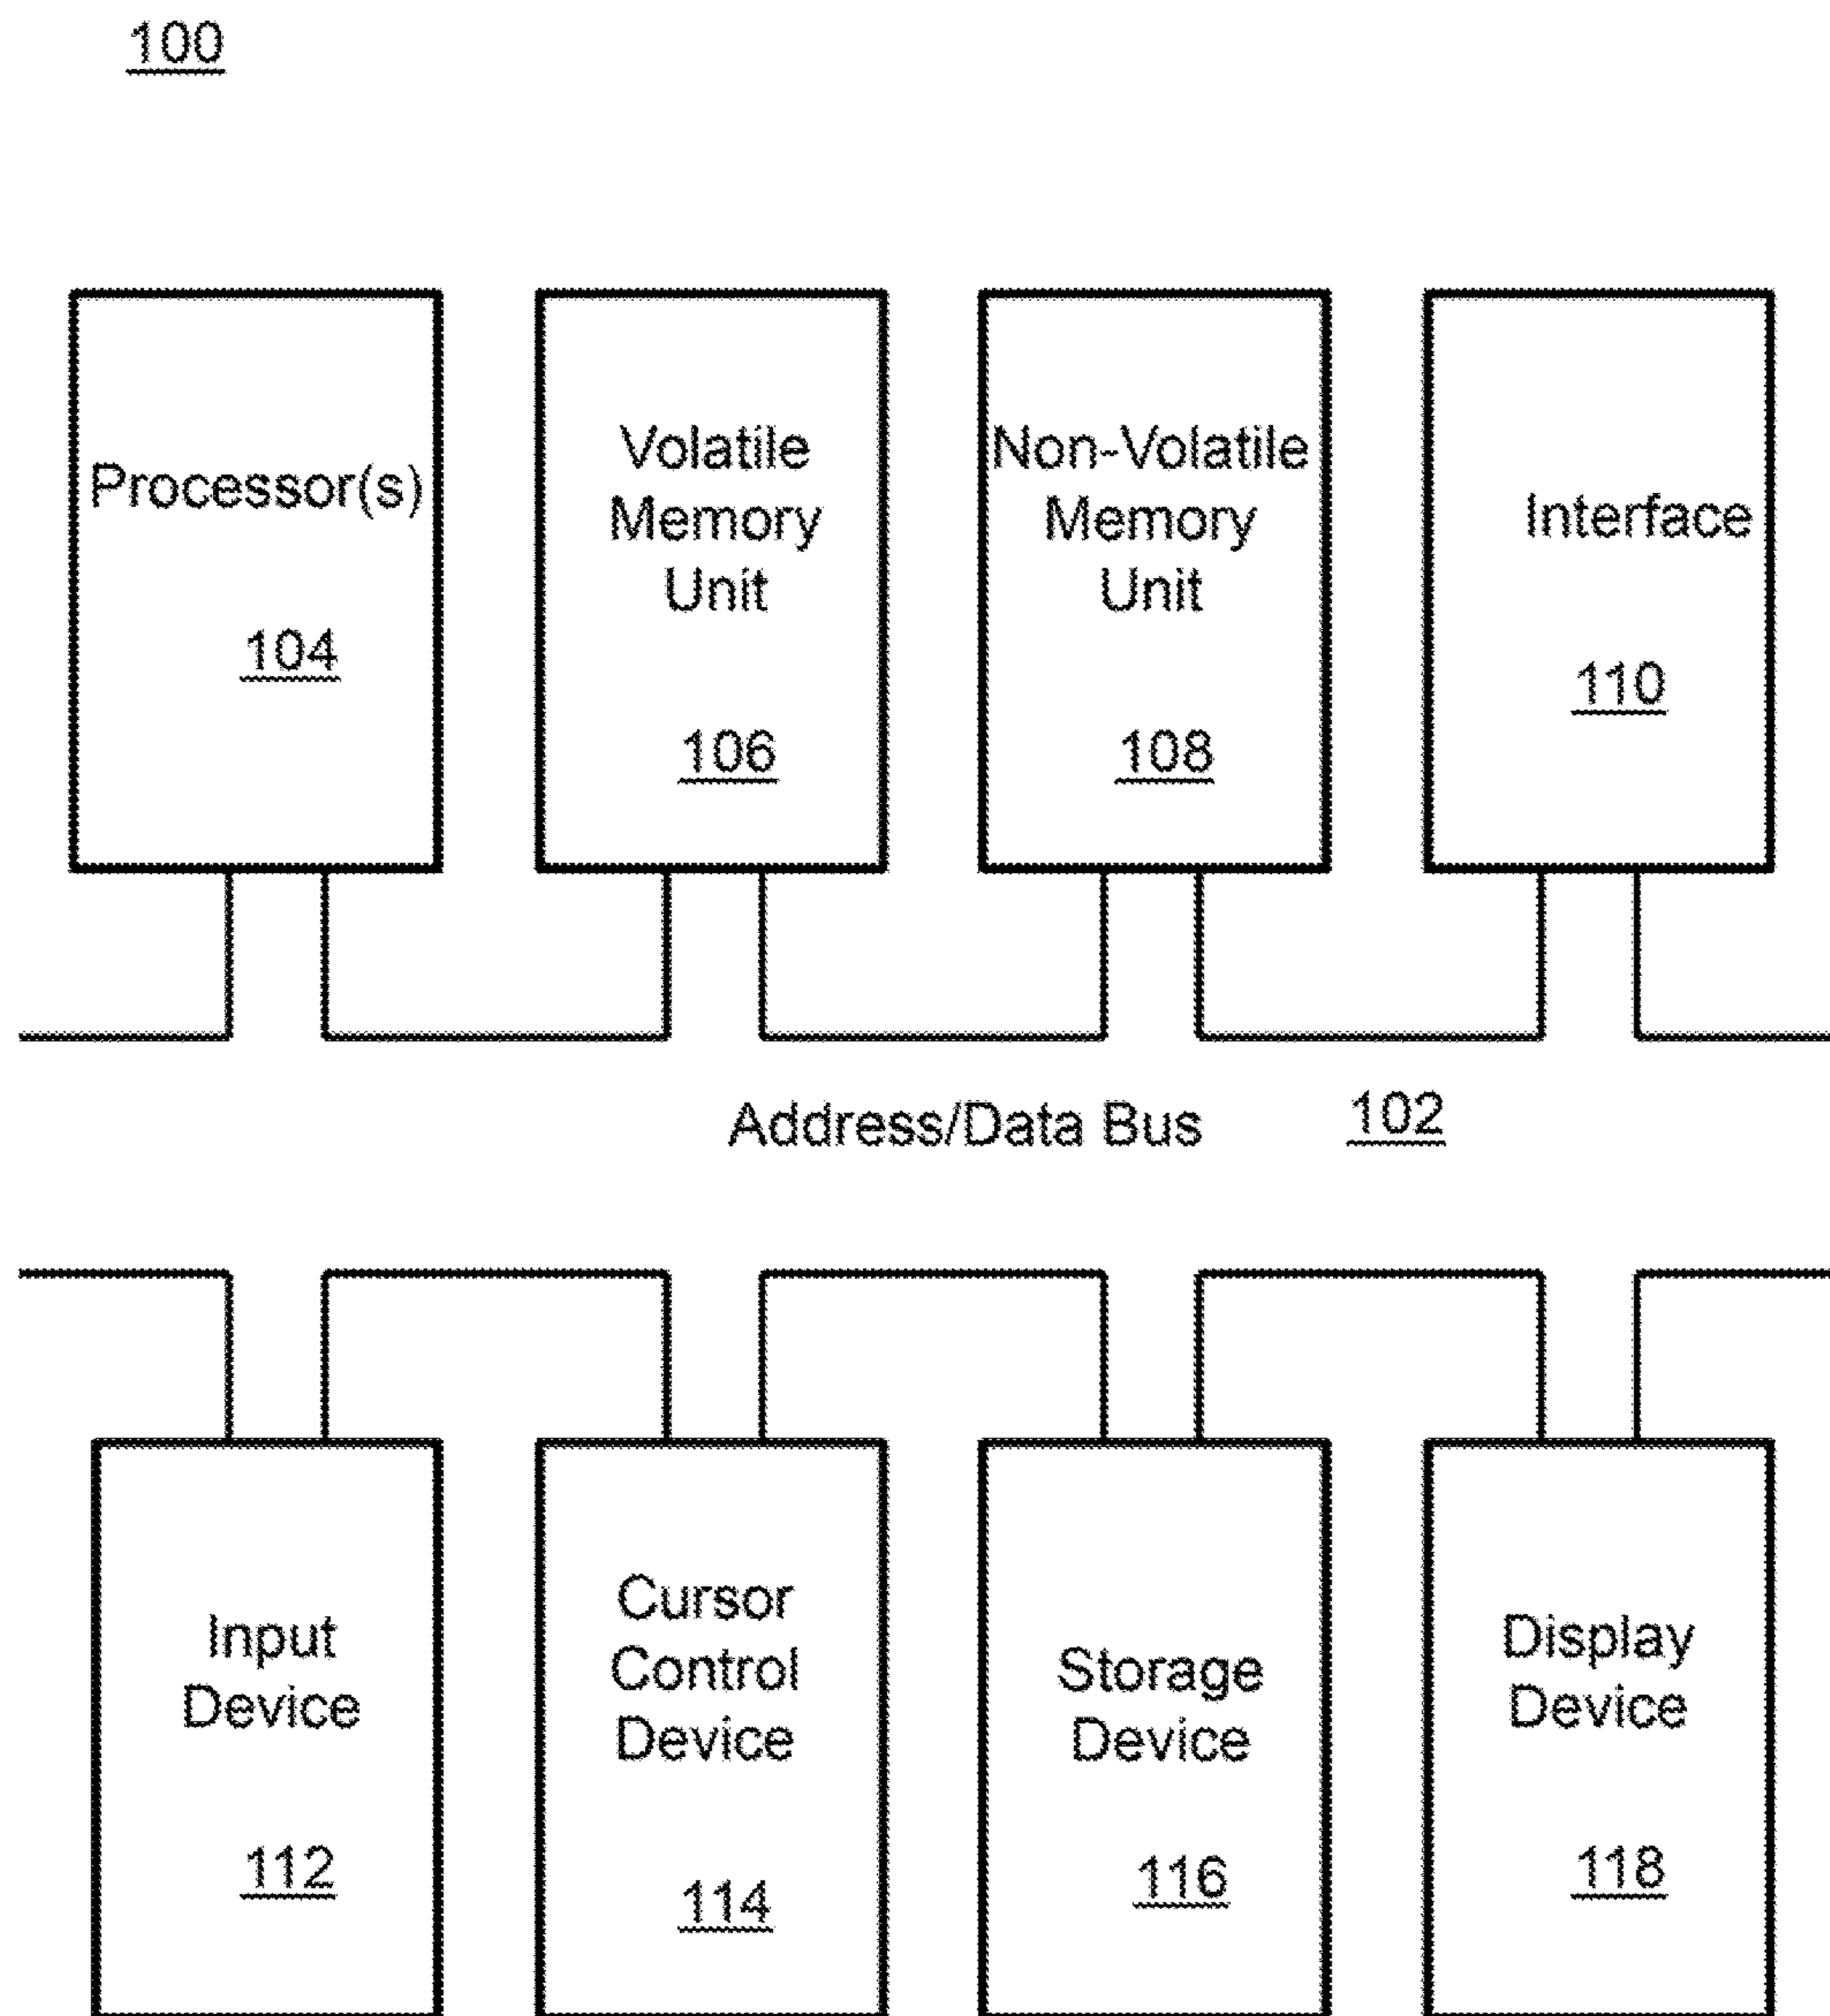 100
Processor(s)
104
Volatile
Memory
Unit
106
Non-Volatile
Memory
Unit
108
Interface
110
Address/Data Bus 102
Input
Device
112
Cursor
Control
Device
114
Storage
Device
116
Display
Device
118